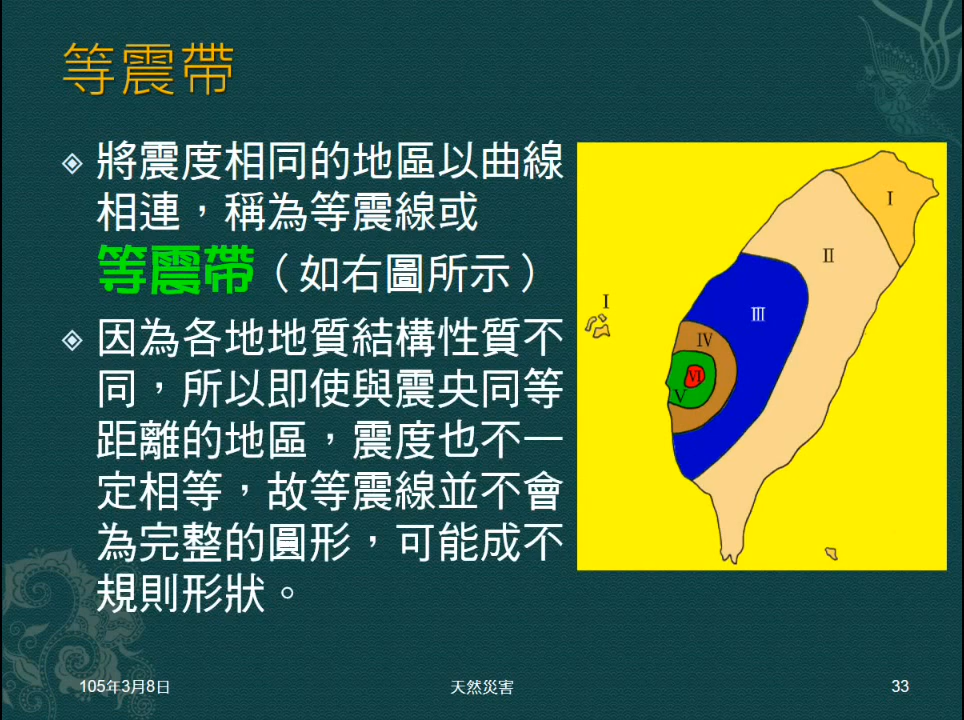 等震帶
將震度相同的地區以曲線
相連，稱為等震線或
等震帶（如右圖所示）
因為各地地質結構性質不
同，所以即使與震央同等
距離的地區，震度也不一
定相等，故等震線並不會
為完整的圓形，可能成不
規則形狀。
I
II
I
III
IV
VI
V
105年3月8日
天然災害
33